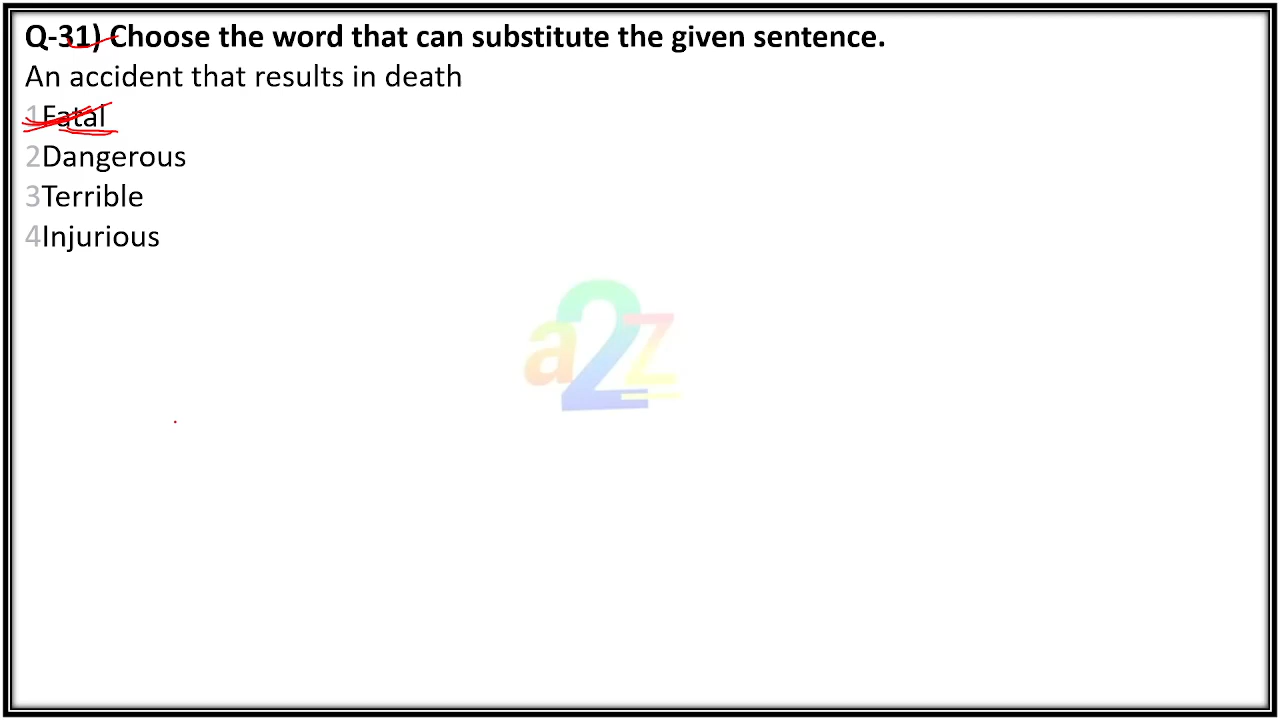 Q-31) Choose the word that can substitute the given sentence.
An accident that results in death
1Fatal
2Dangerous
3Terrible
4Injurious
a2z